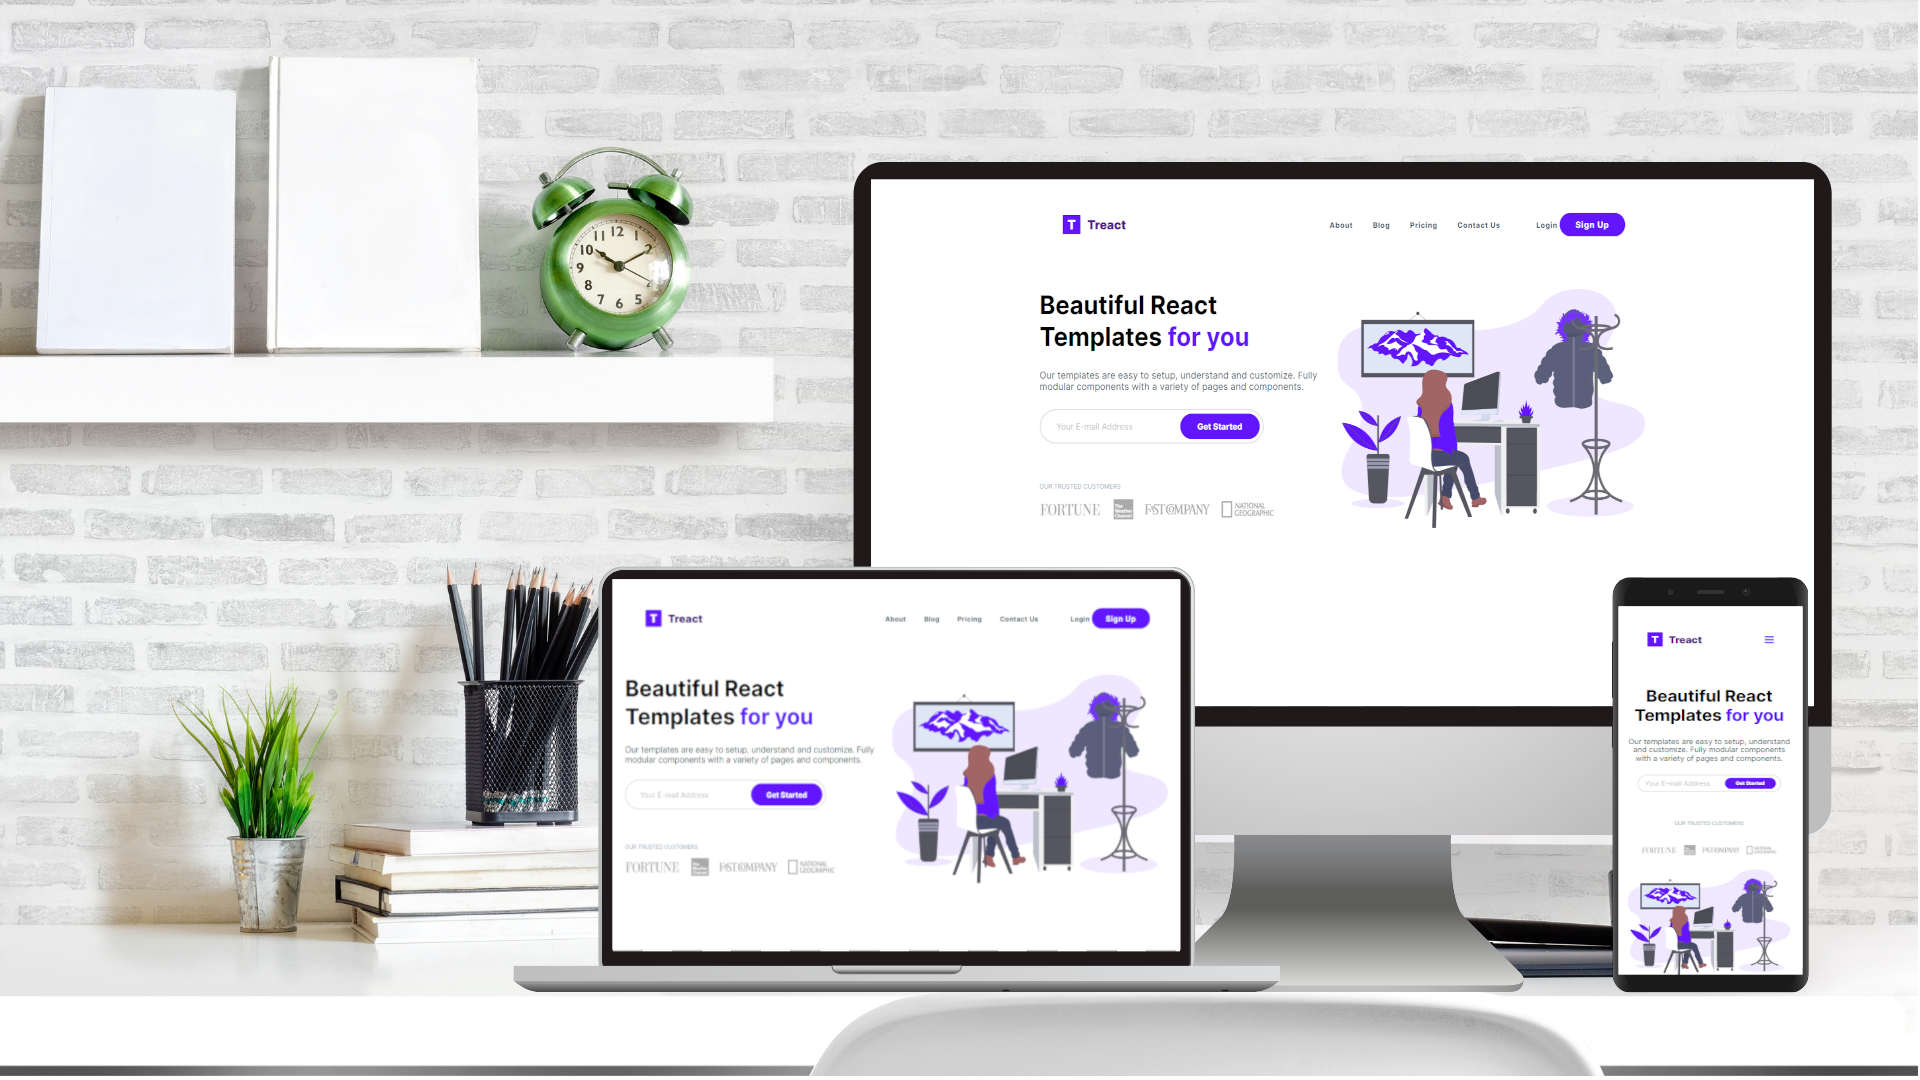 11 12 1
10 2
9
8 4
7 6 5
T Treact
About Blog Pricing Contact Us Login Sign Up
Beautiful React
Templates for you
Our templates are easy to setup, understand and customize. Fully
modular components with a variety of pages and components.
Your E-mail Address Get Started
OUR TRUSTED CUSTOMERS
FORTUNE The Weather Channel FAST COMPANY NATIONAL GEOGRAPHIC
T Treact
About Blog Pricing Contact Us Login Sign Up
Beautiful React
Templates for you
Our templates are easy to setup, understand and customize. Fully
modular components with a variety of pages and components.
Your E-mail Address Get Started
OUR TRUSTED CUSTOMERS
FORTUNE The Weather Channel FAST COMPANY NATIONAL GEOGRAPHIC
T Treact
Beautiful React
Templates for you
Our templates are easy to setup, understand
and customize. Fully modular components
with a variety of pages and components.
Your E-mail Address Get Started
OUR TRUSTED CUSTOMERS
FORTUNE FAST COMPANY NATIONAL GEOGRAPHIC